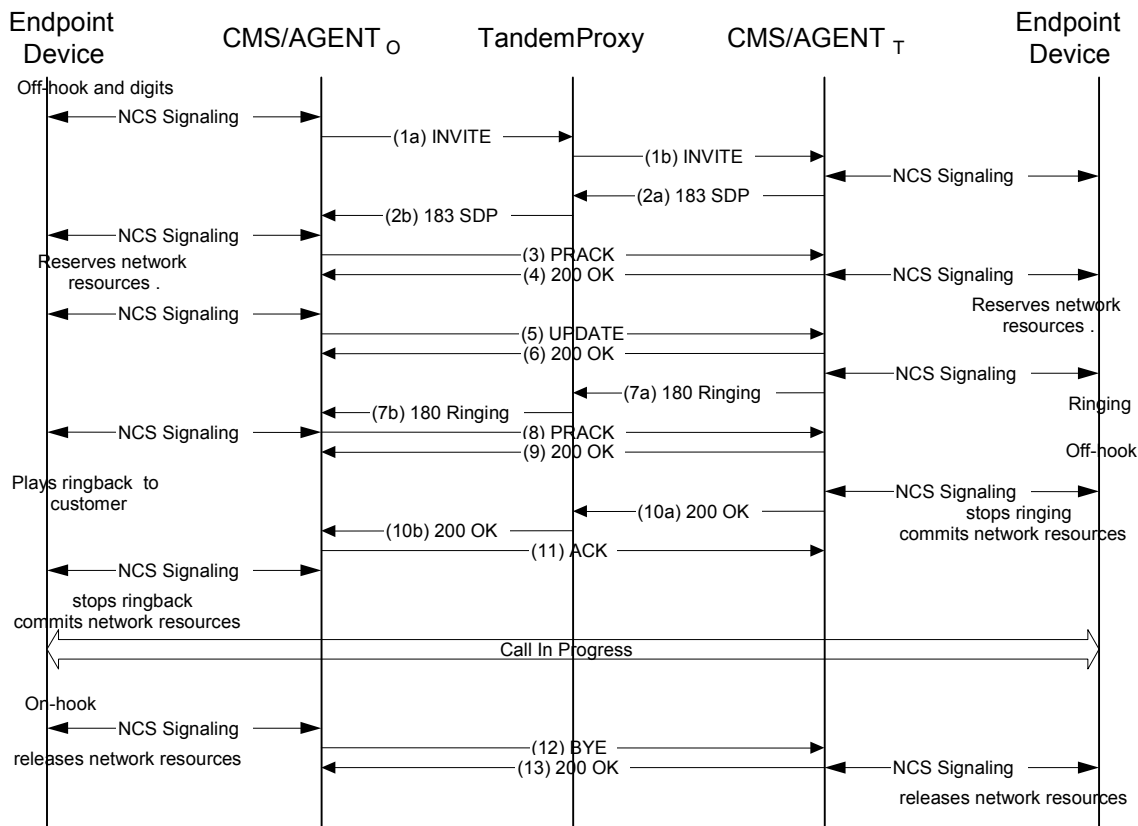 Endpoint Device
CMS/AGENT O
TandemProxy
CMS/AGENT T
Endpoint Device
Off-hook and digits
NCS Signaling
(1a) INVITE
(1b) INVITE
NCS Signaling
(2a) 183 SDP
(2b) 183 SDP
NCS Signaling
(3) PRACK
Reserves network
resources .
(4) 200 OK
NCS Signaling
Reserves network
resources .
NCS Signaling
(5) UPDATE
(6) 200 OK
NCS Signaling
(7a) 180 Ringing
Ringing
(7b) 180 Ringing
NCS Signaling
(8) PRACK
(9) 200 OK
Off-hook
Plays ringback to
customer
NCS Signaling
stops ringing
commits network resources
(10a) 200 OK
(10b) 200 OK
(11) ACK
NCS Signaling
stops ringback
commits network resources
Call In Progress
On-hook
NCS Signaling
releases network resources
(12) BYE
(13) 200 OK
NCS Signaling
releases network resources